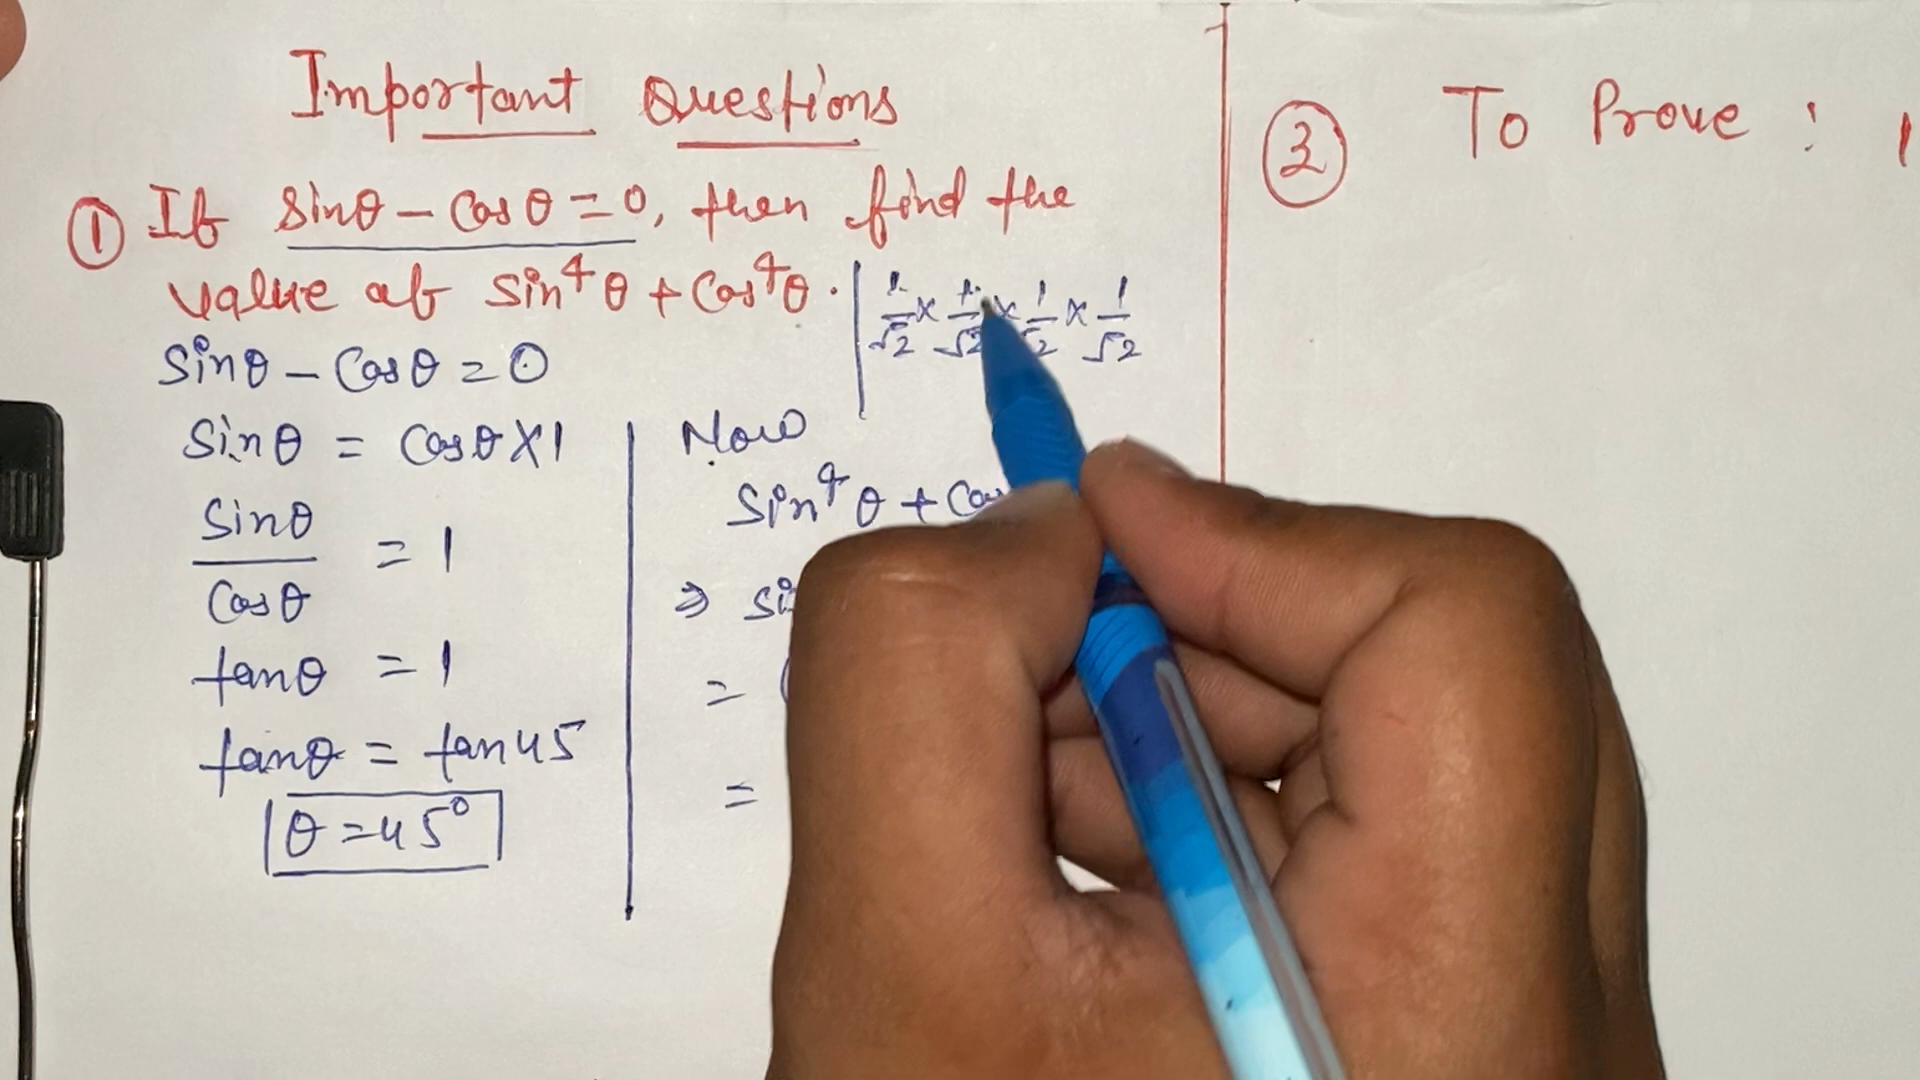 Important Questions
① If sinθ – cosθ = 0, then find the
value of sin⁴θ + cos⁴θ.
1/√2 × 1/√2 × 1/√2 × 1/√2
sinθ – cosθ = 0
sinθ = cosθ × 1
sinθ/cosθ = 1
tanθ = 1
tanθ = tan45
θ = 45°
Now
sin⁴θ + cos
⇒ si
= (
=
② To Prove :